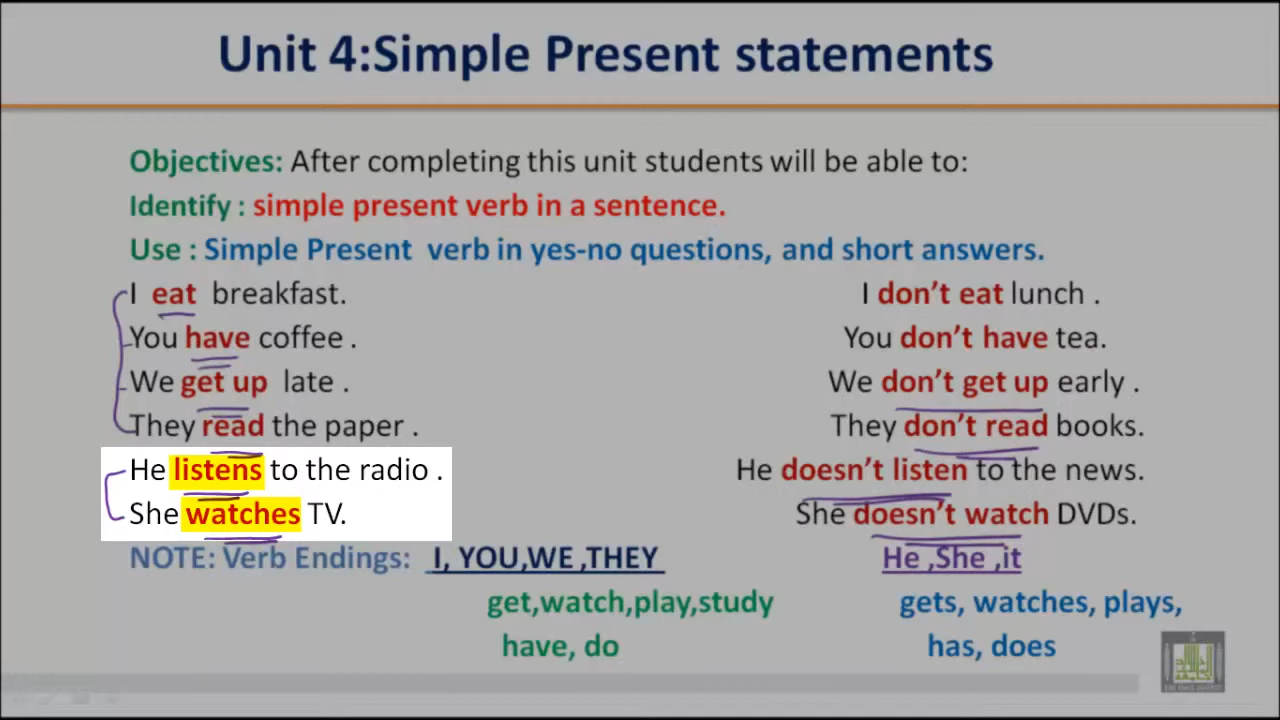 Unit 4:Simple Present statements
Objectives: After completing this unit students will be able to:
Identify : simple present verb in a sentence.
Use : Simple Present verb in yes-no questions, and short answers.
I eat breakfast. I don’t eat lunch .
You have coffee . You don’t have tea.
We get up late . We don’t get up early .
They read the paper . They don’t read books.
He listens to the radio . He doesn’t listen to the news.
She watches TV. She doesn’t watch DVDs.
NOTE: Verb Endings: I, YOU,WE ,THEY He ,She ,it
get,watch,play,study gets, watches, plays,
have, do has, does